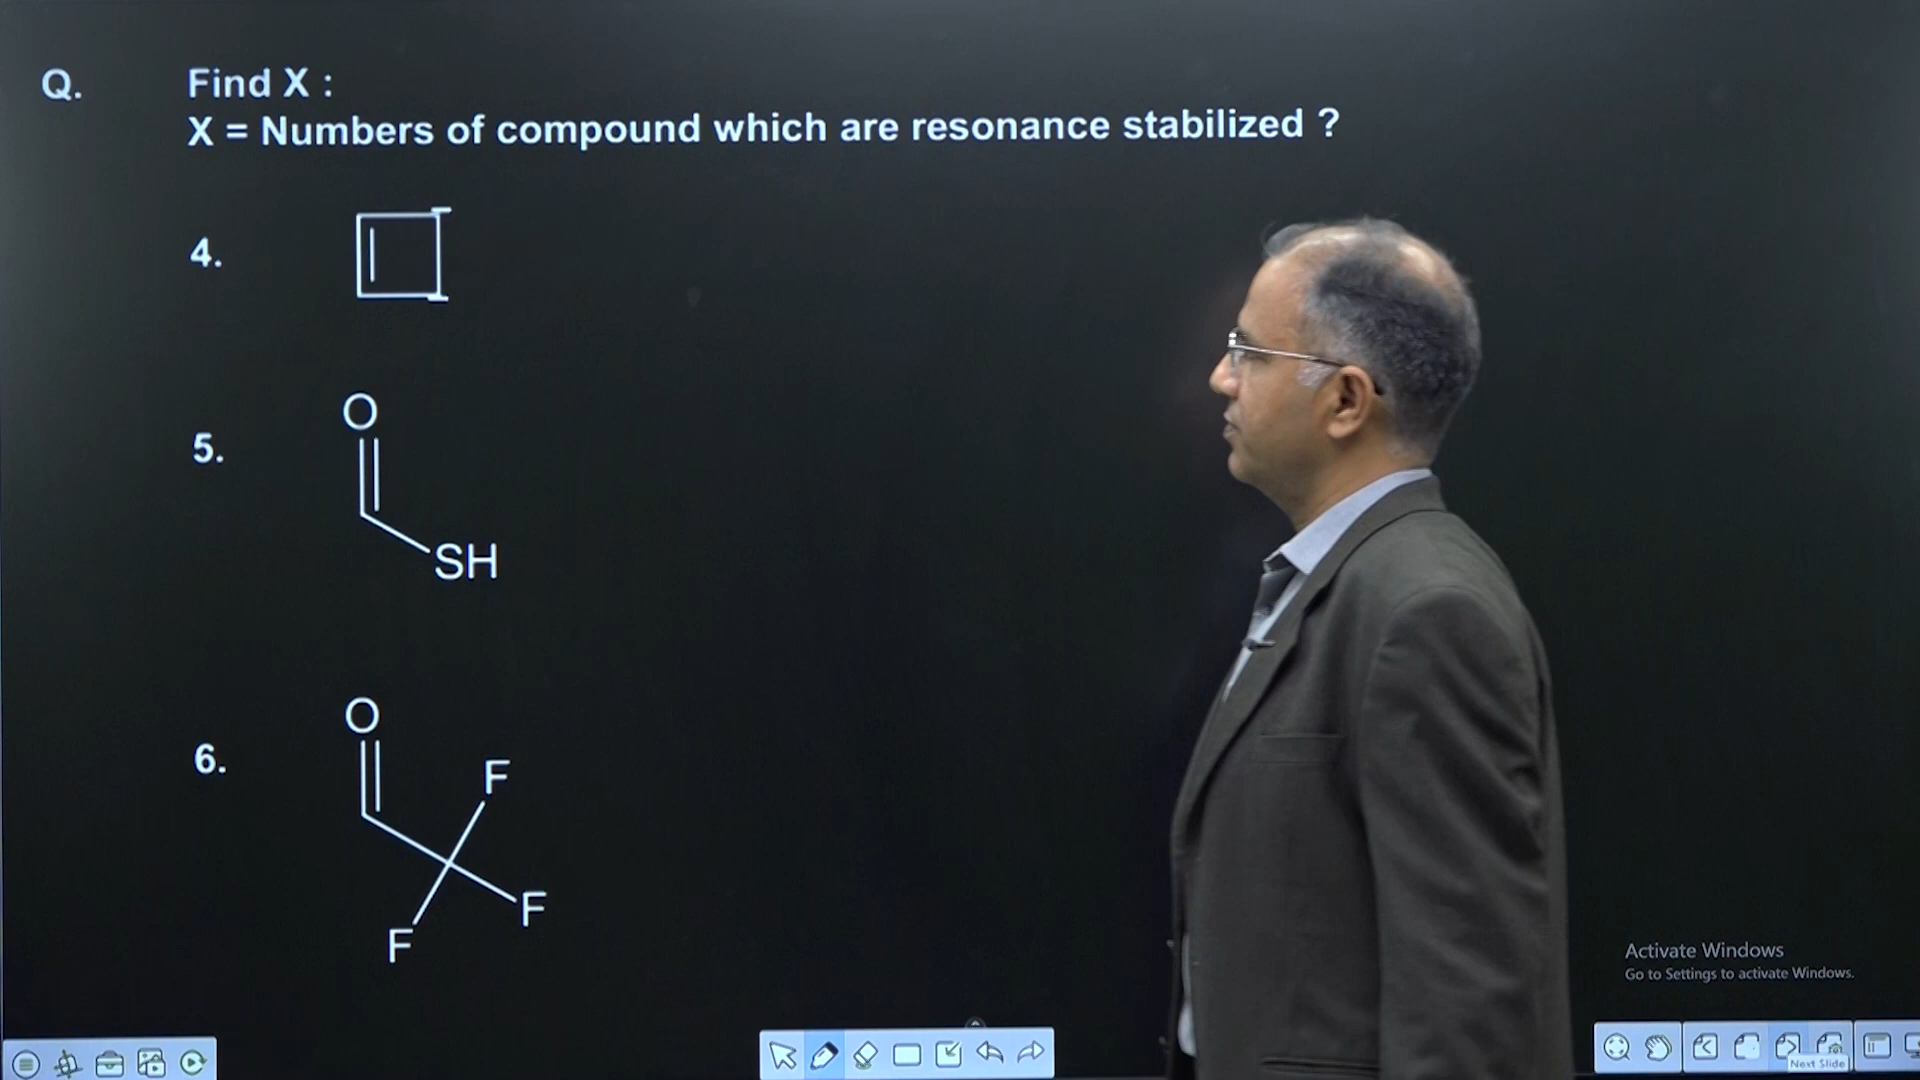 Q. Find X :
X = Numbers of compound which are resonance stabilized ?
4.
O
5.
SH
O
6. F
F
F
Activate Windows
Go to Settings to activate Windows.
Next Slide